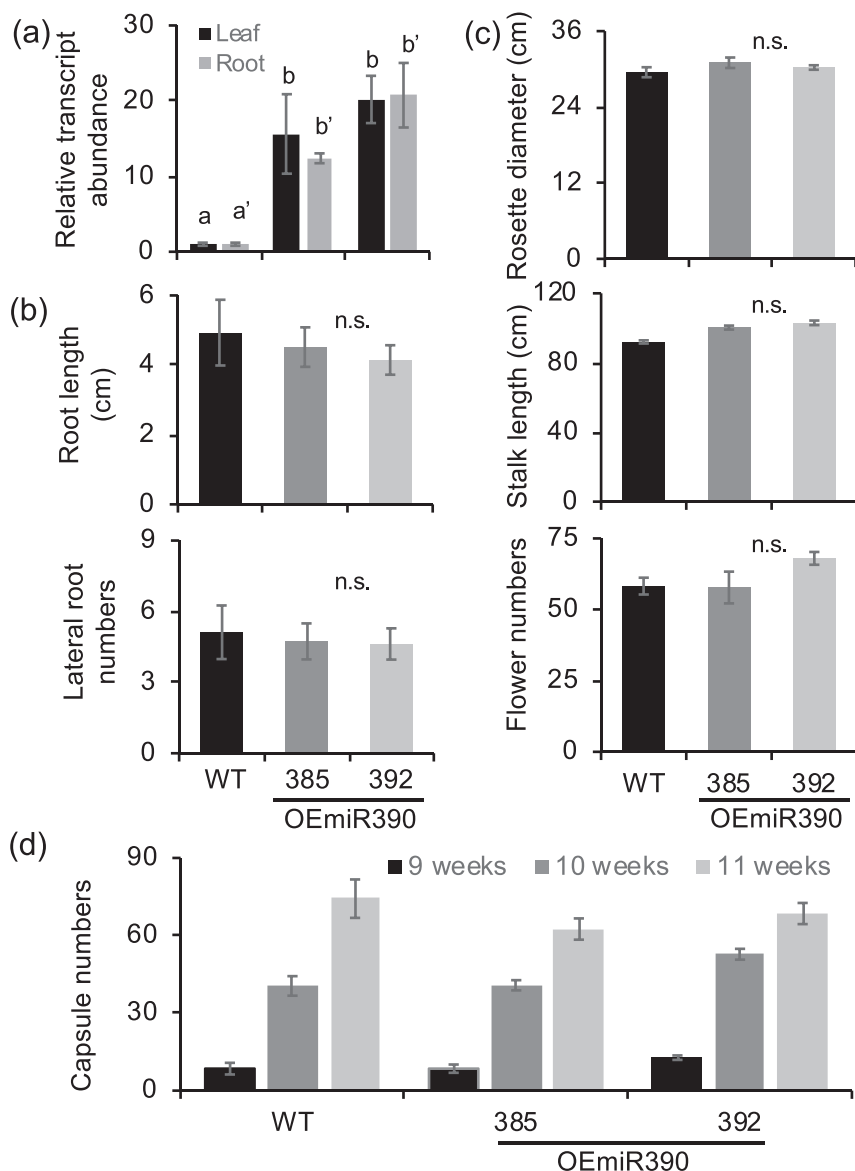 (a)
Relative transcript
abundance
30
20
10
0
Leaf
Root
a
a’
b
b’
b
b’
(b)
Root length
(cm)
6
4
2
0
n.s.
Lateral root
numbers
9
6
3
0
n.s.
WT
385
392
OEmiR390
(c)
Rosette diameter (cm)
36
24
12
0
n.s.
Stalk length (cm)
120
80
40
0
n.s.
Flower numbers
75
50
25
0
n.s.
WT
385
392
OEmiR390
(d)
Capsule numbers
90
60
30
0
9 weeks
10 weeks
11 weeks
WT
385
392
OEmiR390